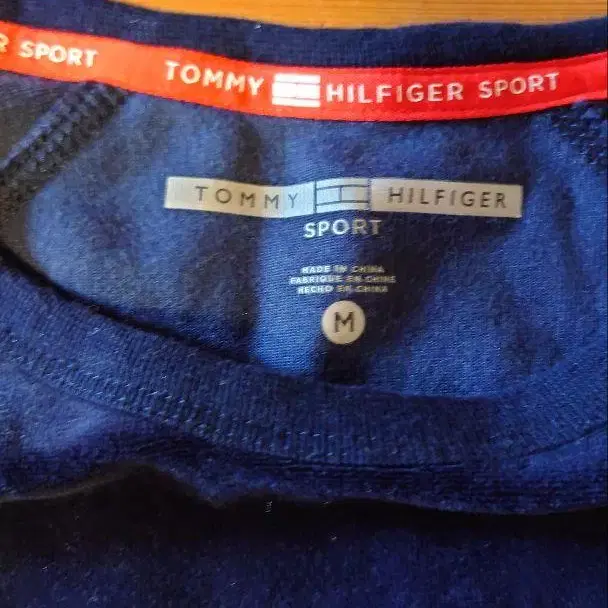 R SPORT TOMMY HILFIGER SPORT
TOMMY HILFIGER
SPORT
MADE IN CHINA
FABRIQUÉ EN CHINE
HECHO EN CHINA
M